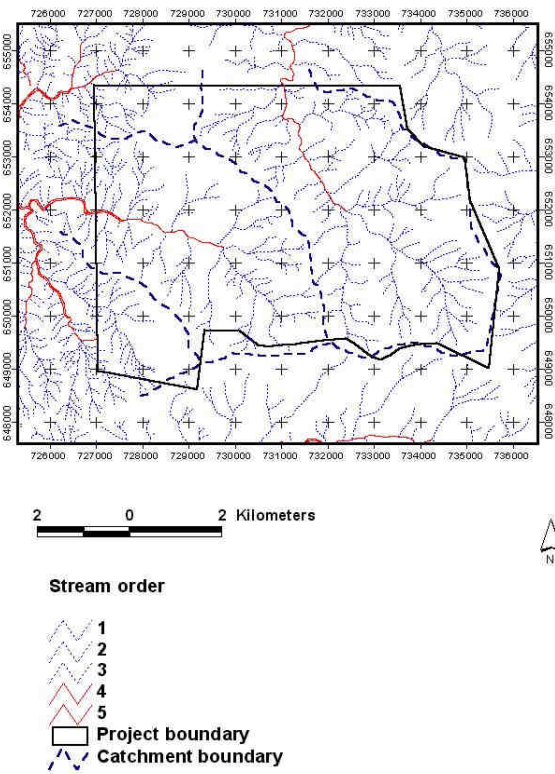 726000 727000 728000 729000 730000 731000 732000 733000 734000 735000 736000
655000 655000
654000 654000
653000 653000
652000 652000
651000 651000
650000 650000
649000 649000
648000 648000
726000 727000 728000 729000 730000 731000 732000 733000 734000 735000 736000
2 0 2 Kilometers
N
Stream order
1
2
3
4
5
Project boundary
Catchment boundary